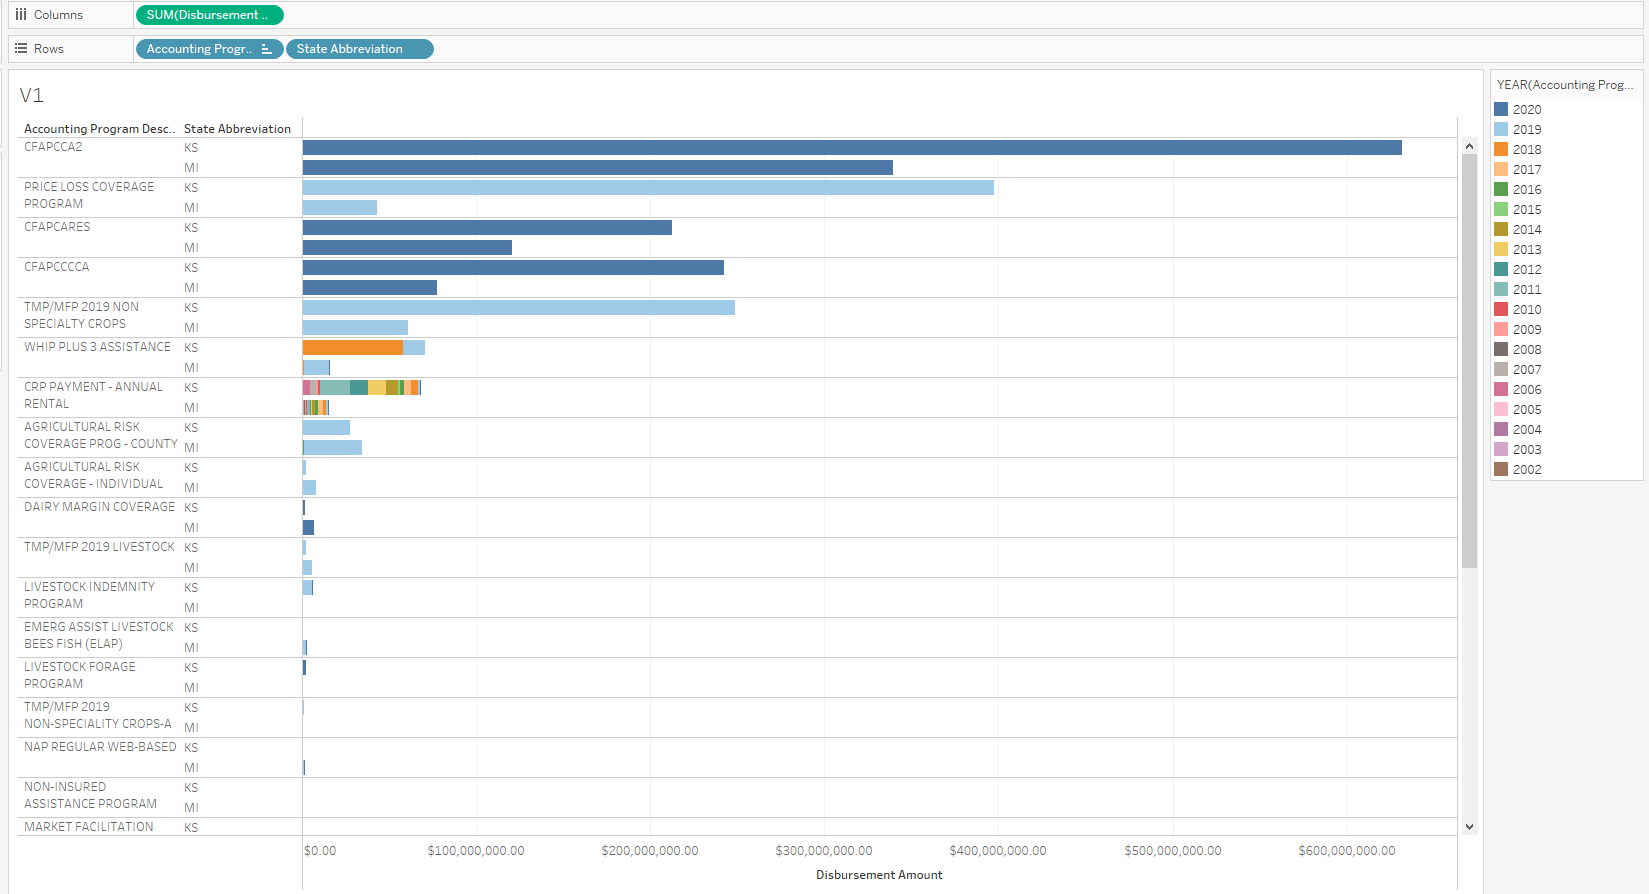 Columns
SUM(Disbursement ..
Rows
Accounting Progr..
State Abbreviation
V1
Accounting Program Desc.. State Abbreviation
CFAPCCA2 KS
MI
PRICE LOSS COVERAGE KS
PROGRAM MI
CFAPCARES KS
MI
CFAPCCCCA KS
MI
TMP/MFP 2019 NON KS
SPECIALTY CROPS MI
WHIP PLUS 3 ASSISTANCE KS
MI
CRP PAYMENT - ANNUAL KS
RENTAL MI
AGRICULTURAL RISK KS
COVERAGE PROG - COUNTY MI
AGRICULTURAL RISK KS
COVERAGE - INDIVIDUAL MI
DAIRY MARGIN COVERAGE KS
MI
TMP/MFP 2019 LIVESTOCK KS
MI
LIVESTOCK INDEMNITY KS
PROGRAM MI
EMERG ASSIST LIVESTOCK KS
BEES FISH (ELAP) MI
LIVESTOCK FORAGE KS
PROGRAM MI
TMP/MFP 2019 KS
NON-SPECIALITY CROPS-A MI
NAP REGULAR WEB-BASED KS
MI
NON-INSURED KS
ASSISTANCE PROGRAM MI
MARKET FACILITATION KS
$0.00 $100,000,000.00 $200,000,000.00 $300,000,000.00 $400,000,000.00 $500,000,000.00 $600,000,000.00
Disbursement Amount
YEAR(Accounting Prog...
2020
2019
2018
2017
2016
2015
2014
2013
2012
2011
2010
2009
2008
2007
2006
2005
2004
2003
2002